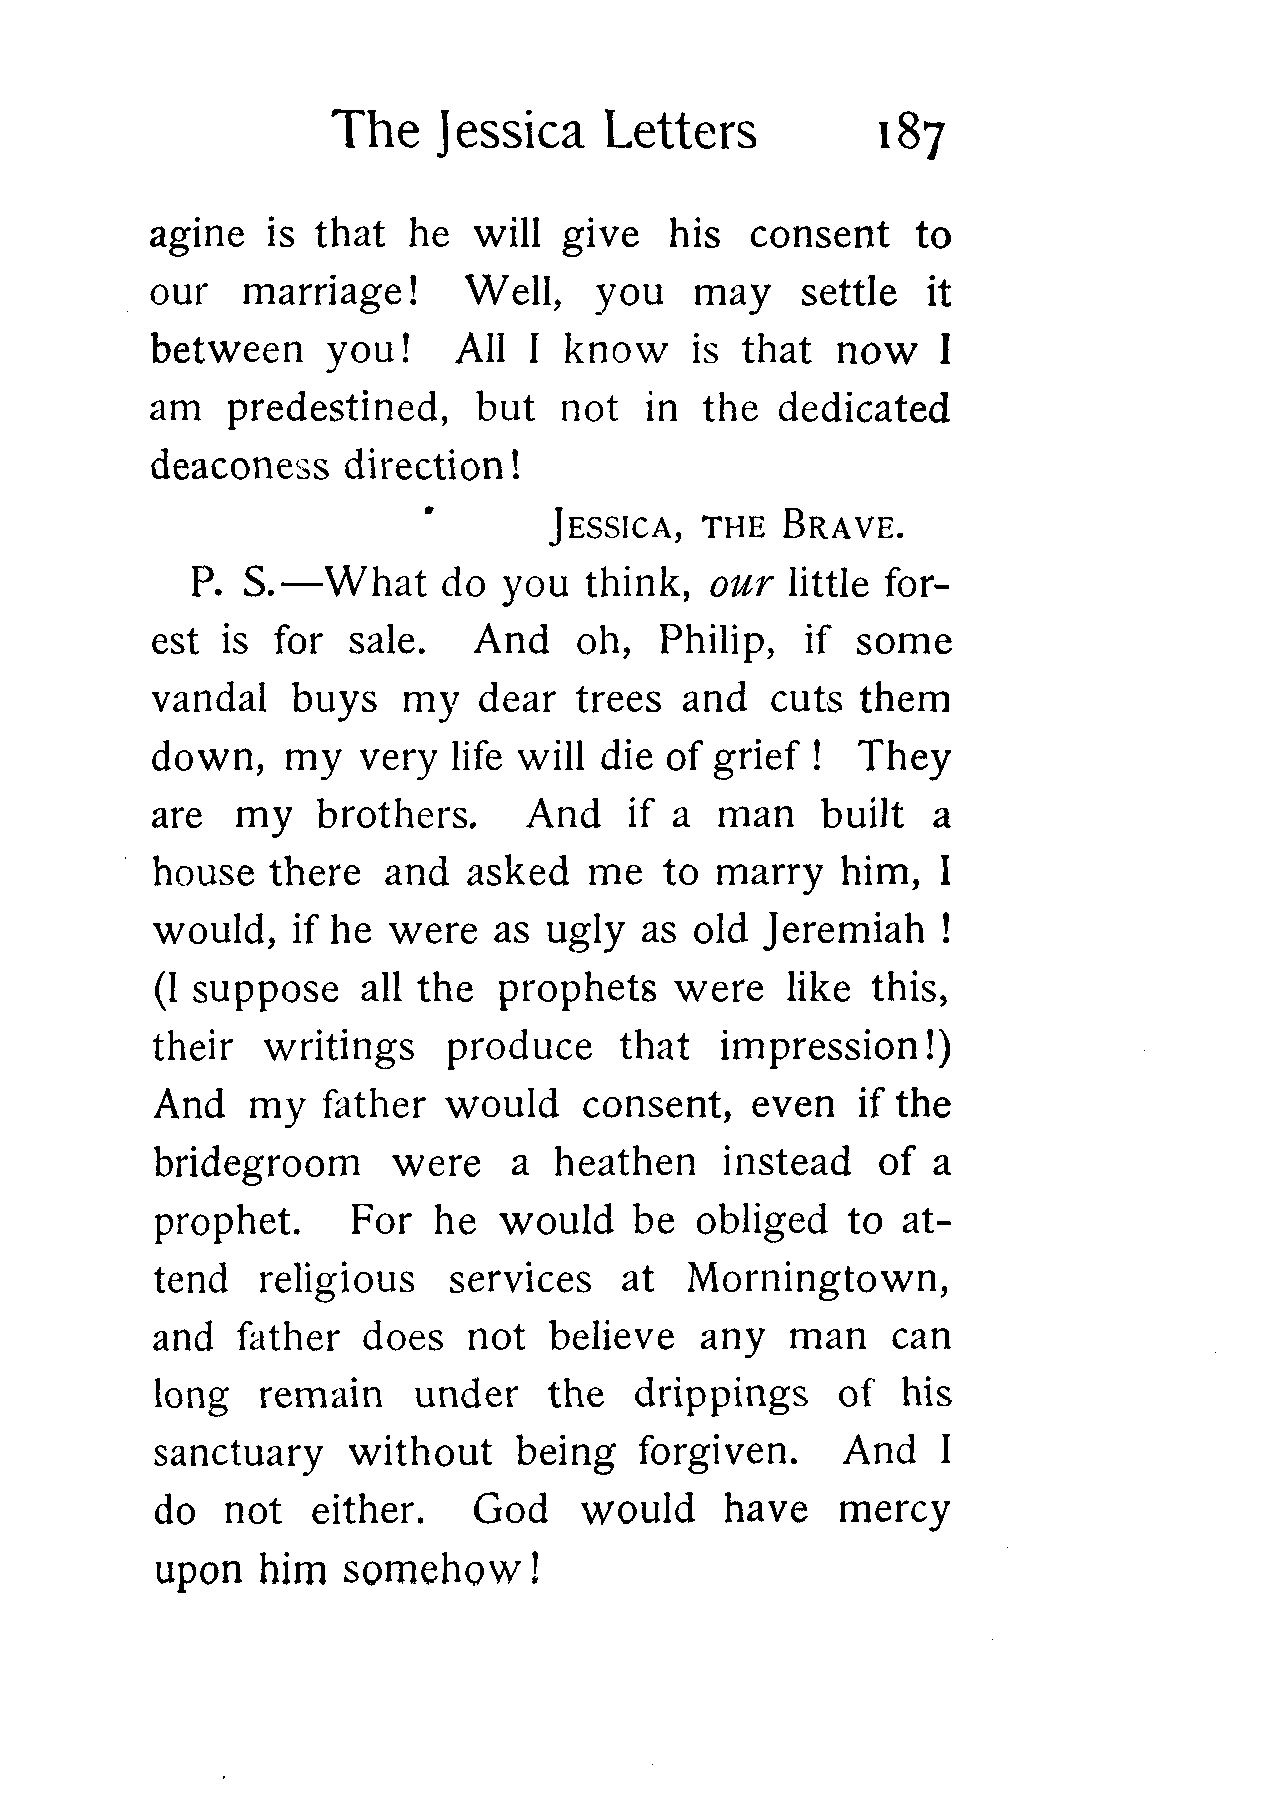 The Jessica Letters 187
agine is that he will give his consent to
our marriage! Well, you may settle it
between you! All I know is that now I
am predestined, but not in the dedicated
deaconess direction!
JESSICA, THE BRAVE.
P. S.—What do you think, our little for-
est is for sale. And oh, Philip, if some
vandal buys my dear trees and cuts them
down, my very life will die of grief! They
are my brothers. And if a man built a
house there and asked me to marry him, I
would, if he were as ugly as old Jeremiah!
(I suppose all the prophets were like this,
their writings produce that impression!)
And my father would consent, even if the
bridegroom were a heathen instead of a
prophet. For he would be obliged to at-
tend religious services at Morningtown,
and father does not believe any man can
long remain under the drippings of his
sanctuary without being forgiven. And I
do not either. God would have mercy
upon him somehow!